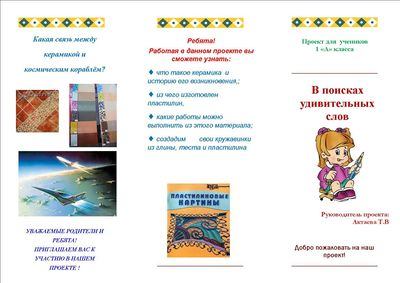 Какая связь между
керамикой и
космическим кораблём?
УВАЖАЕМЫЕ РОДИТЕЛИ И
РЕБЯТА!
ПРИГЛАШАЕМ ВАС К
УЧАСТИЮ В НАШЕМ
ПРОЕКТЕ !
Ребята!
Работая в данном проекте вы
сможете узнать:
♦ что такое керамика и
историю его возникновения,;
♦ из чего изготовлен
пластилин,
♦ какие работы можно
выполнить из этого материала;
♦ создадим свои кружавинки
из глины, теста и пластилина
ПЛАСТИЛИНОВЫЕ
КАРТИНЫ
Проект для учеников
1 «А» класса
В поисках
удивительных
слов
Руководитель проекта:
Актаева Т.В
Добро пожаловать на наш
проект!